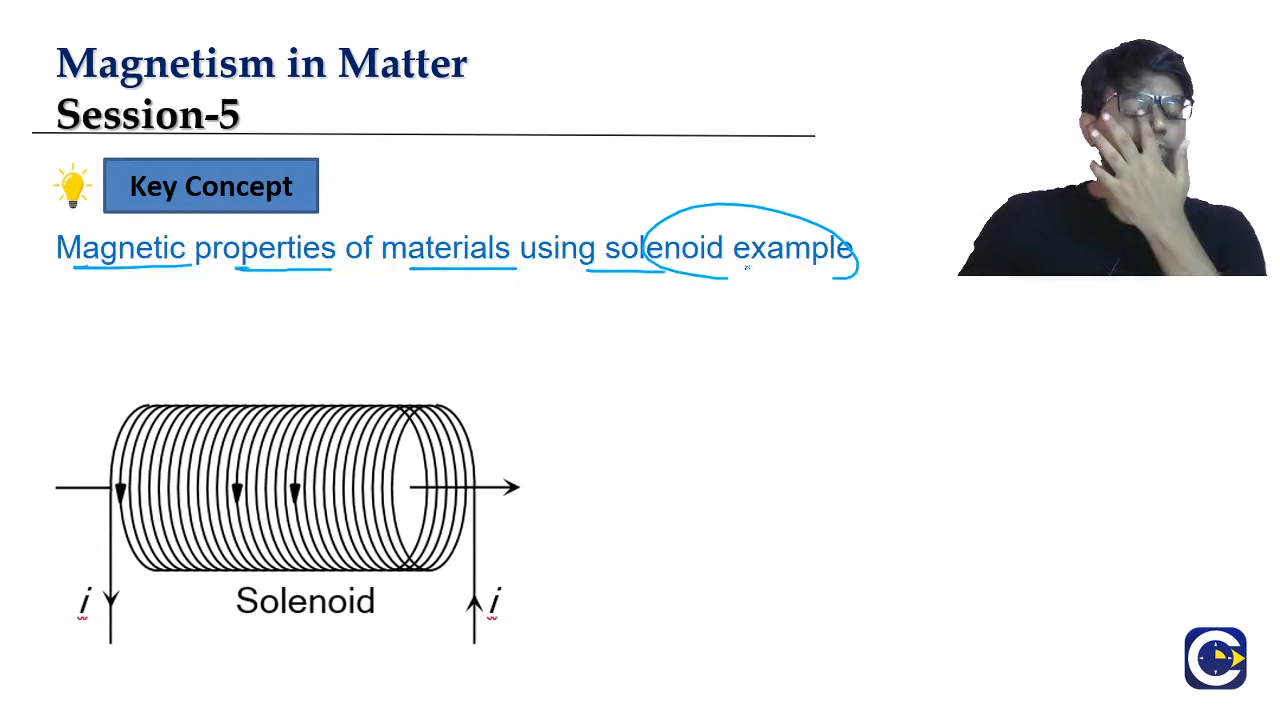 Magnetism in Matter
Session-5
Key Concept
Magnetic properties of materials using solenoid example
i
Solenoid
i